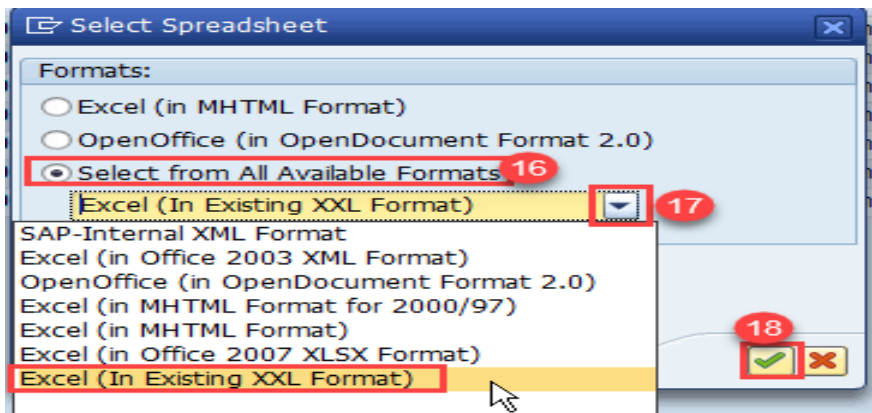 Select Spreadsheet
Formats:
Excel (in MHTML Format)
OpenOffice (in OpenDocument Format 2.0)
Select from All Available Formats 16
Excel (In Existing XXL Format) 17
SAP-Internal XML Format
Excel (in Office 2003 XML Format)
OpenOffice (in OpenDocument Format 2.0)
Excel (in MHTML Format for 2000/97)
Excel (in MHTML Format)
18
Excel (in Office 2007 XLSX Format)
Excel (In Existing XXL Format)